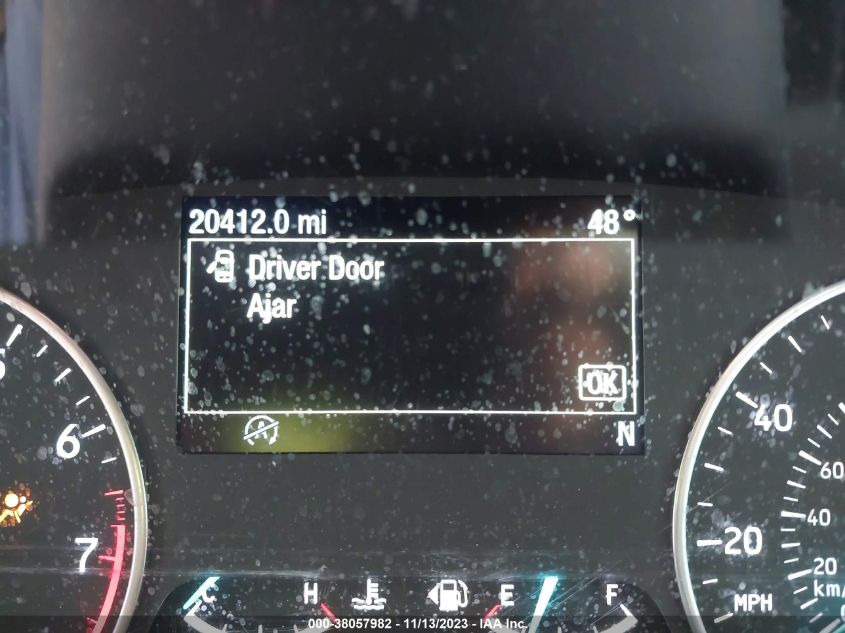 20412.0 mi 48°
Driver Door
Ajar
OK
A
N
6
7
40
20
MPH
60
40
20
km/
C H E F
000-38057982 - 11/13/2023 - IAA Inc.